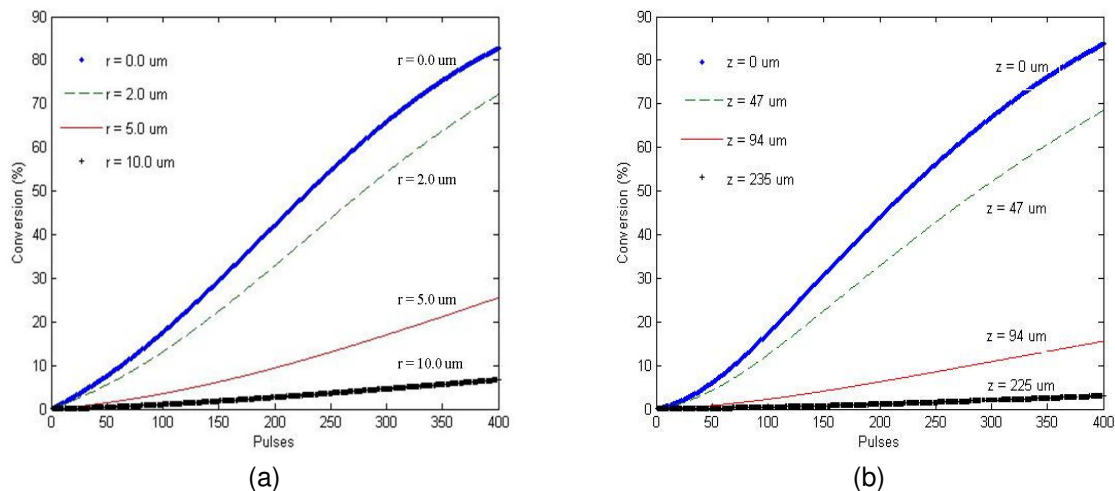 90
80
70
60
50
40
30
20
10
0
Conversion (%)
r = 0.0 um
r = 2.0 um
r = 5.0 um
r = 10.0 um
r = 0.0 um
r = 2.0 um
r = 5.0 um
r = 10.0 um
0 50 100 150 200 250 300 350 400
Pulses
(a)
90
80
70
60
50
40
30
20
10
0
Conversion (%)
z = 0 um
z = 47 um
z = 94 um
z = 235 um
z = 0 um
z = 47 um
z = 94 um
z = 225 um
0 50 100 150 200 250 300 350 400
Pulses
(b)